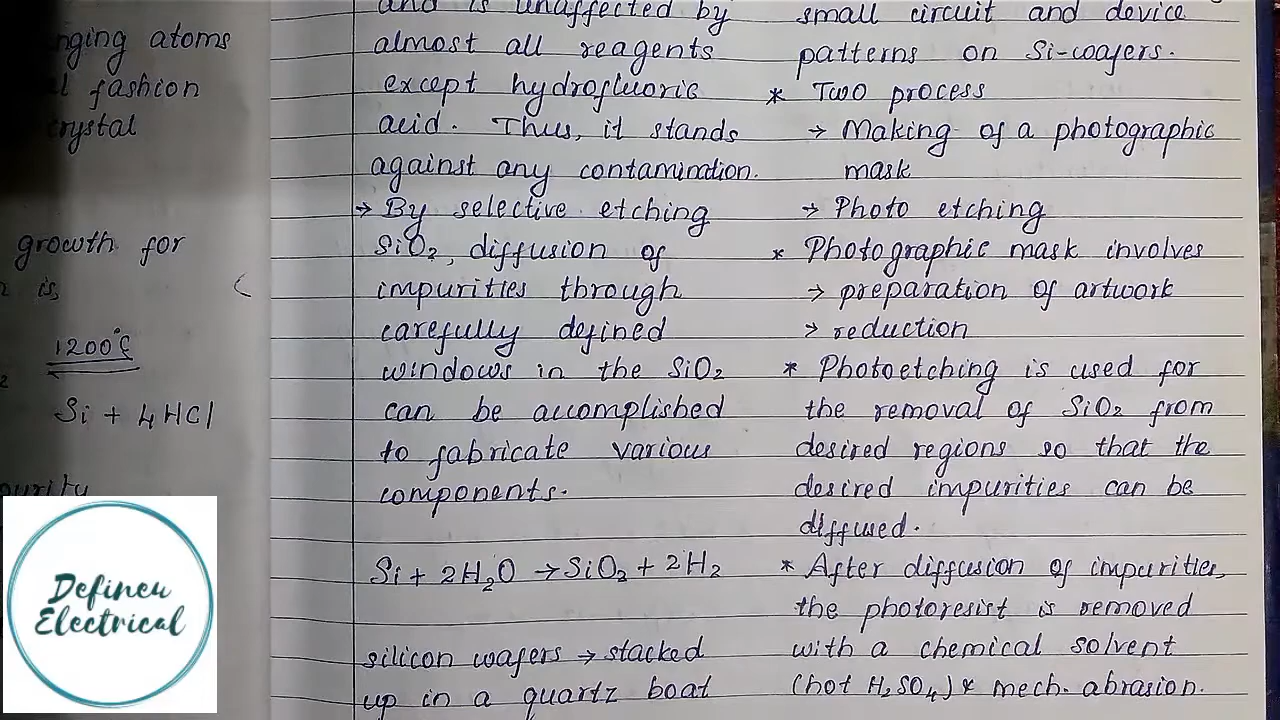 nging atoms
fashion
crystal
growth for
is,
1200°C
Si + 4HCl
purity
and is unaffected by
almost all reagents
except hydrofluoric
acid. Thus, it stands
against any contamination.
→ By selective etching
SiO₂, diffusion of
impurities through
carefully defined
windows in the SiO₂
can be accomplished
to fabricate various
components.
Si + 2H₂O → SiO₂ + 2H₂
silicon wafers → stacked
up in a quartz boat
small circuit and device
patterns on Si-wafers.
* Two process
→ Making of a photographic
mask
→ Photo etching
* Photographic mask involves
→ preparation of artwork
→ reduction
* Photoetching is used for
the removal of SiO₂ from
desired regions so that the
desired impurities can be
diffused.
* After diffusion of impurities,
the photoresist is removed
with a chemical solvent
(hot H₂SO₄) & mech. abrasion.
Defineu
Electrical